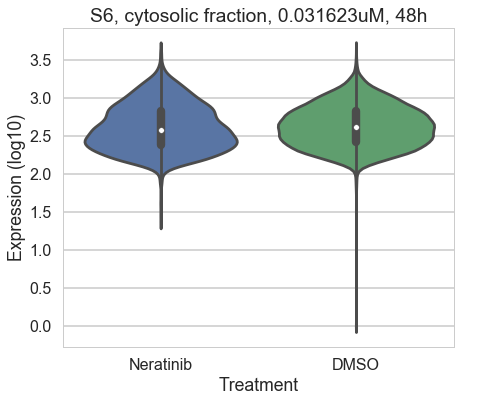 S6, cytosolic fraction, 0.031623uM, 48h
Expression (log10)
3.5
3.0
2.5
2.0
1.5
1.0
0.5
0.0
Neratinib DMSO
Treatment